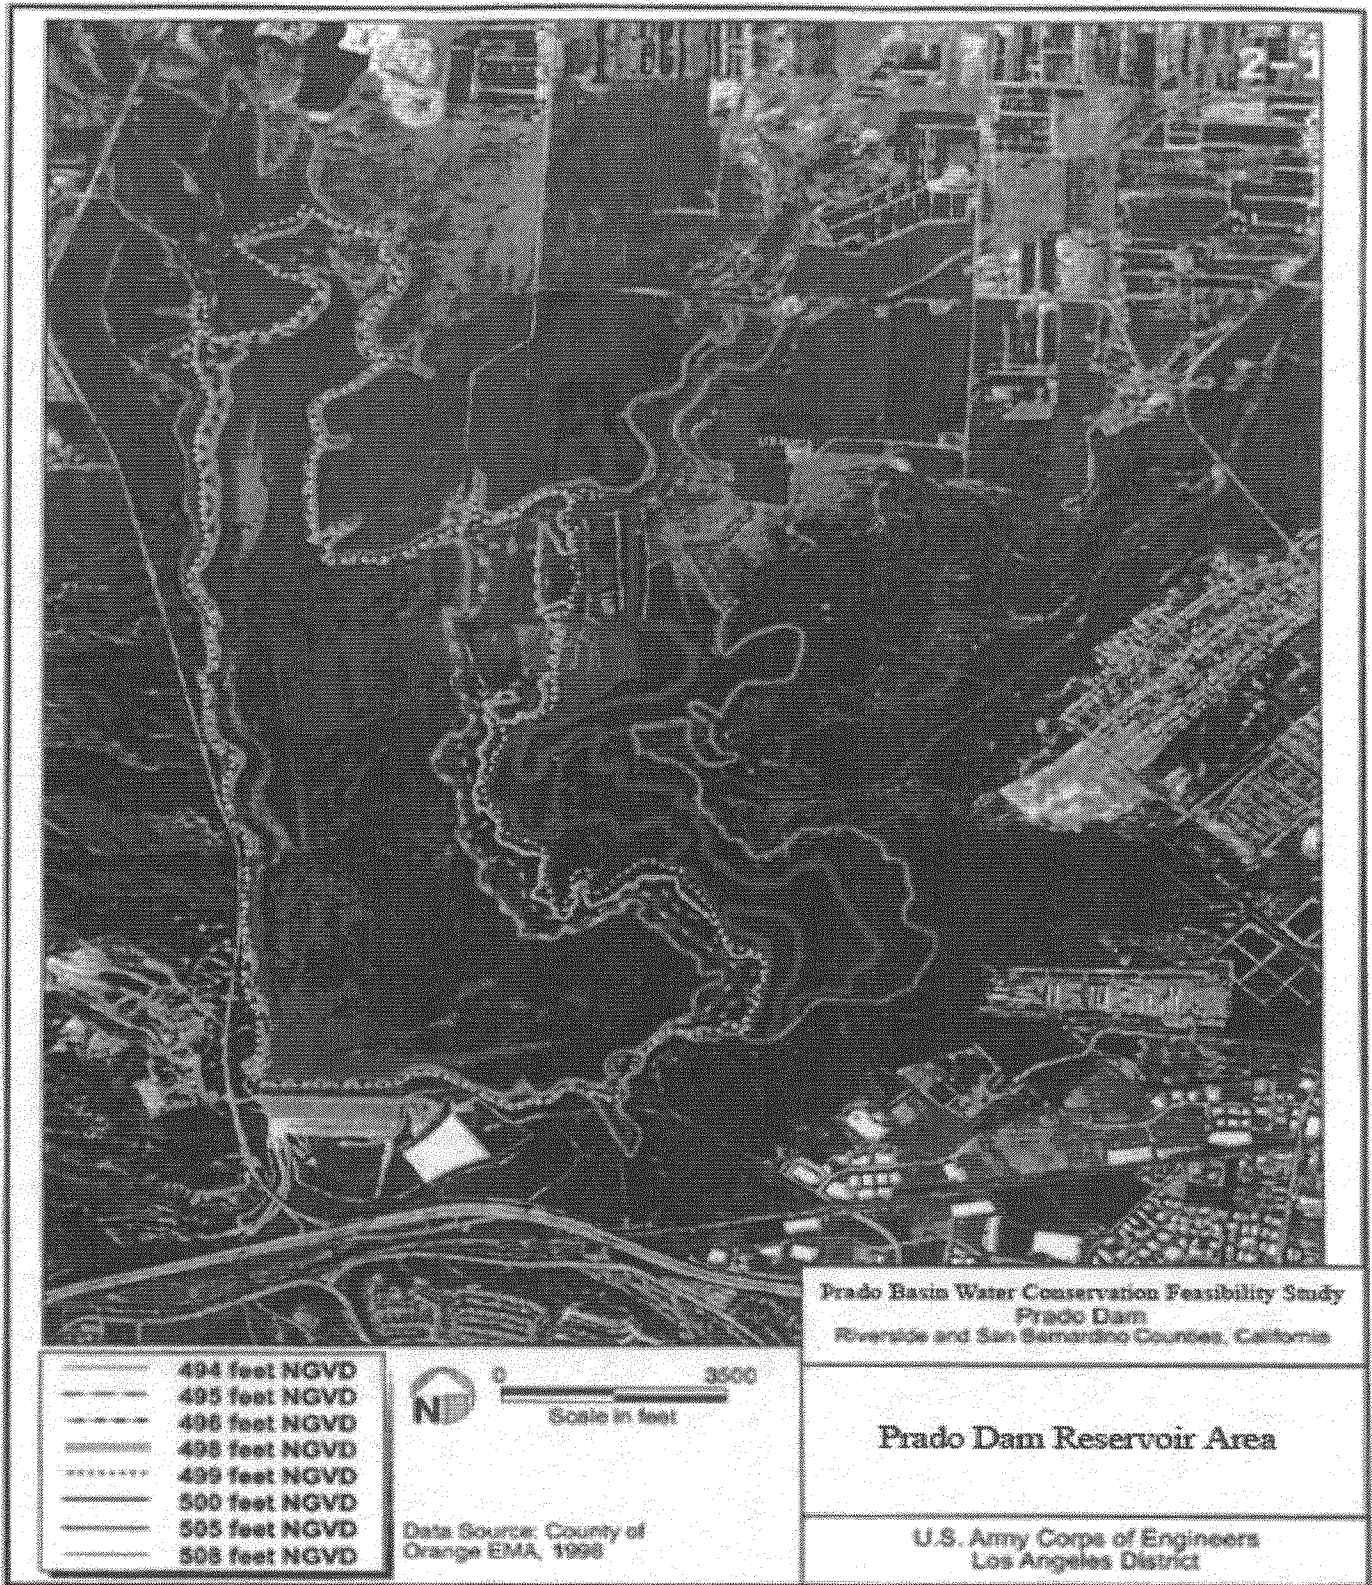 2-1
Prado Basin Water Conservation Feasibility Study
Prado Dam
Riverside and San Bernardino Counties, California
494 feet NGVD
495 feet NGVD
496 feet NGVD
498 feet NGVD
499 feet NGVD
500 feet NGVD
505 feet NGVD
508 feet NGVD
N
0 3500
Scale in feet
Data Source: County of
Orange EMA, 1998
Prado Dam Reservoir Area
U.S. Army Corps of Engineers
Los Angeles District